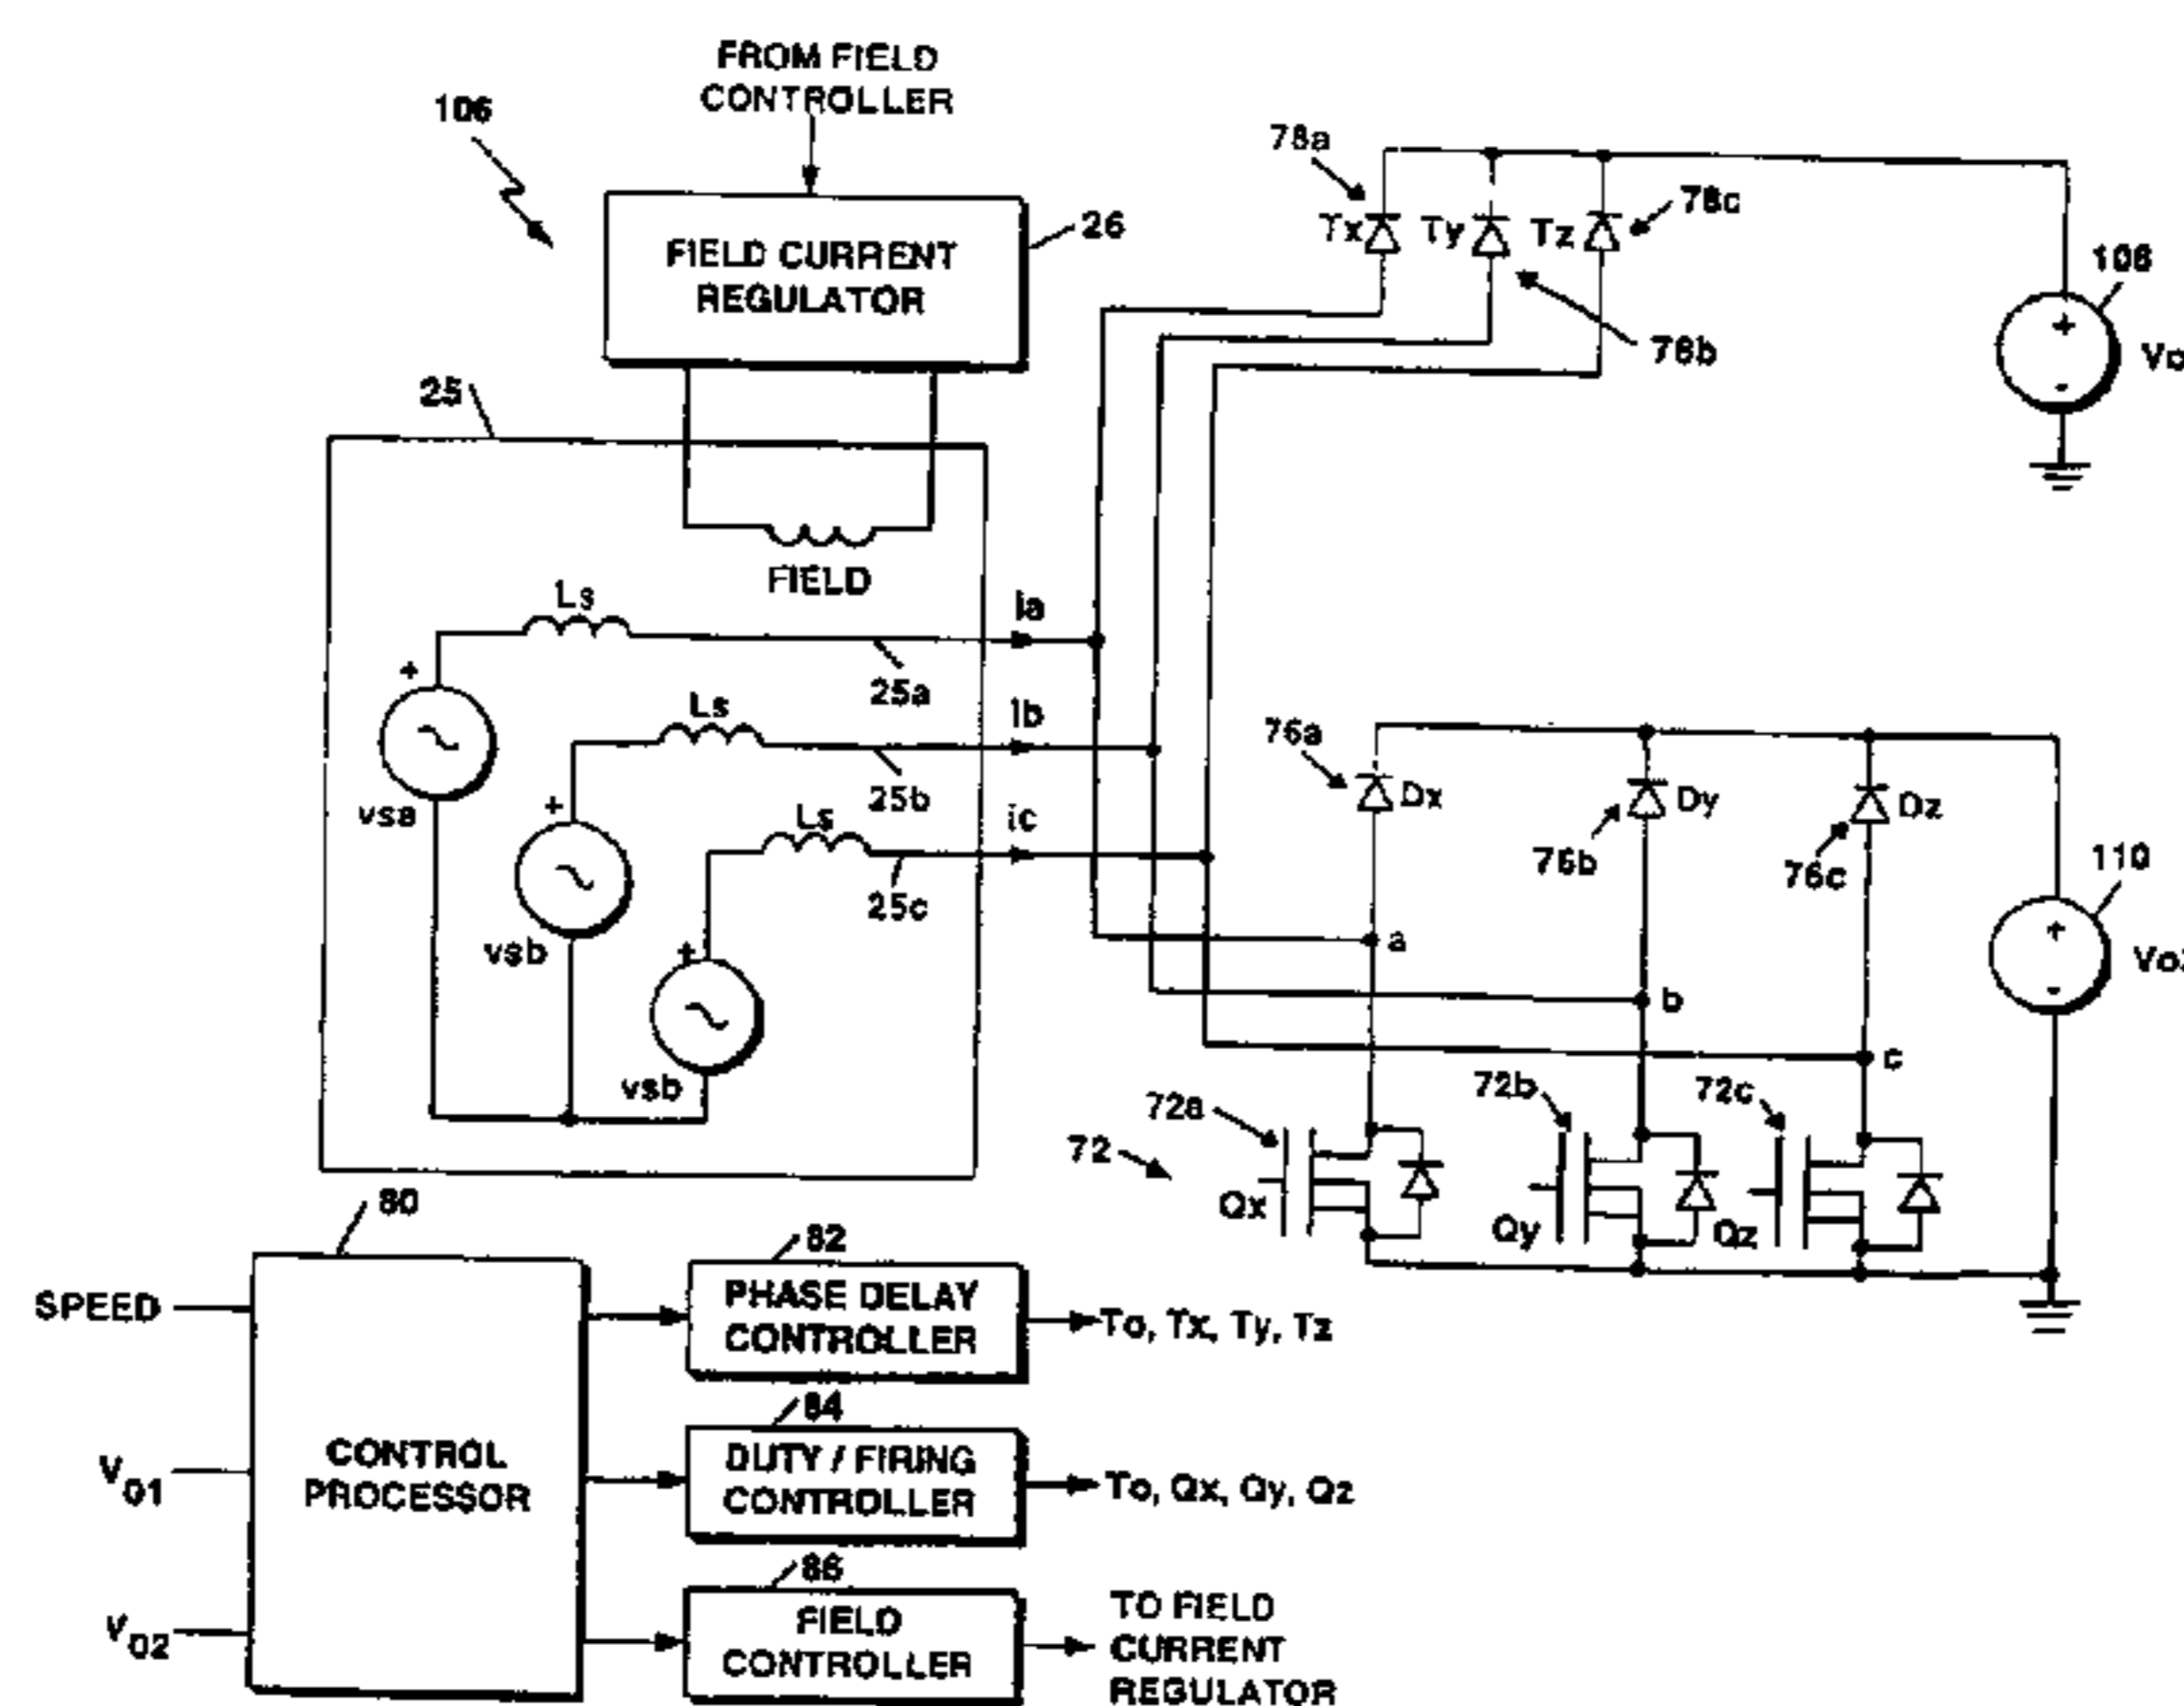 FROM FIELD
CONTROLLER
106
FIELD CURRENT
REGULATOR
26
78a
Tx
Ty
Tz
78c
78b
108
+
-
25
FIELD
Ls
ia
25a
+
vsa
Ls
ib
25b
+
vsb
Ls
ic
25c
+
vsb
76a
Dx
Dy
Dz
76b
76c
110
+
-
a
b
c
72a
72b
72c
72
Qx
Qy
Qz
80
SPEED
V01
V02
CONTROL
PROCESSOR
82
PHASE DELAY
CONTROLLER
To, Tx, Ty, Tz
84
DUTY / FIRING
CONTROLLER
To, Qx, Qy, Qz
86
FIELD
CONTROLLER
TO FIELD
CURRENT
REGULATOR